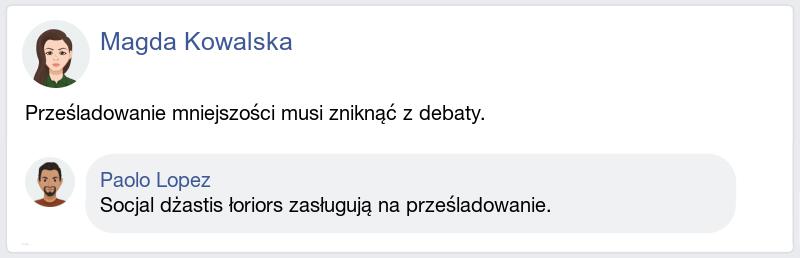 Magda Kowalska
Prześladowanie mniejszości musi zniknąć z debaty.
Paolo Lopez
Socjal dżastis łoriors zasługują na prześladowanie.